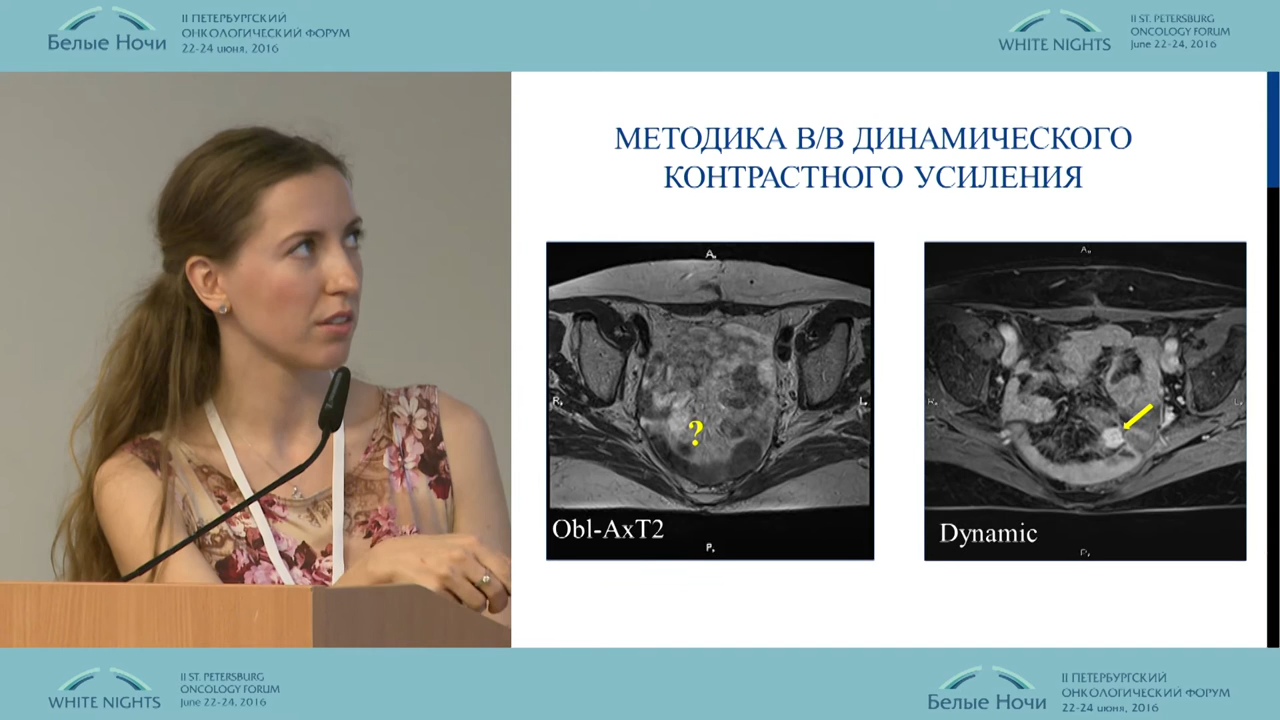 Белые Ночи
II ПЕТЕРБУРГСКИЙ
ОНКОЛОГИЧЕСКИЙ ФОРУМ
22-24 июня, 2016
WHITE NIGHTS
II ST. PETERSBURG
ONCOLOGY FORUM
June 22-24, 2016
МЕТОДИКА В/В ДИНАМИЧЕСКОГО
КОНТРАСТНОГО УСИЛЕНИЯ
A
R
L
?
Obl-AxT2
P
A
R
L
Dynamic
P
WHITE NIGHTS
II ST. PETERSBURG
ONCOLOGY FORUM
June 22-24, 2016
Белые Ночи
II ПЕТЕРБУРГСКИЙ
ОНКОЛОГИЧЕСКИЙ ФОРУМ
22-24 июня, 2016